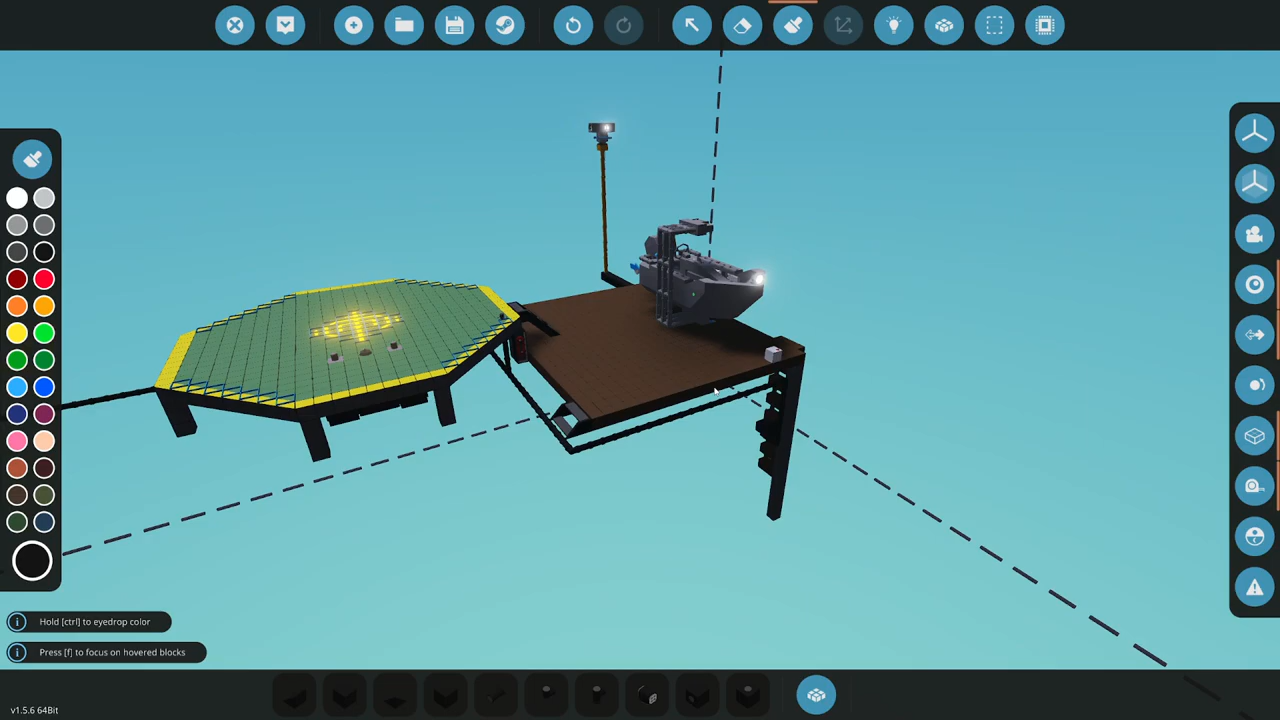 Hold [ctrl] to eyedrop color
Press [f] to focus on hovered blocks
v1.5.6 64Bit